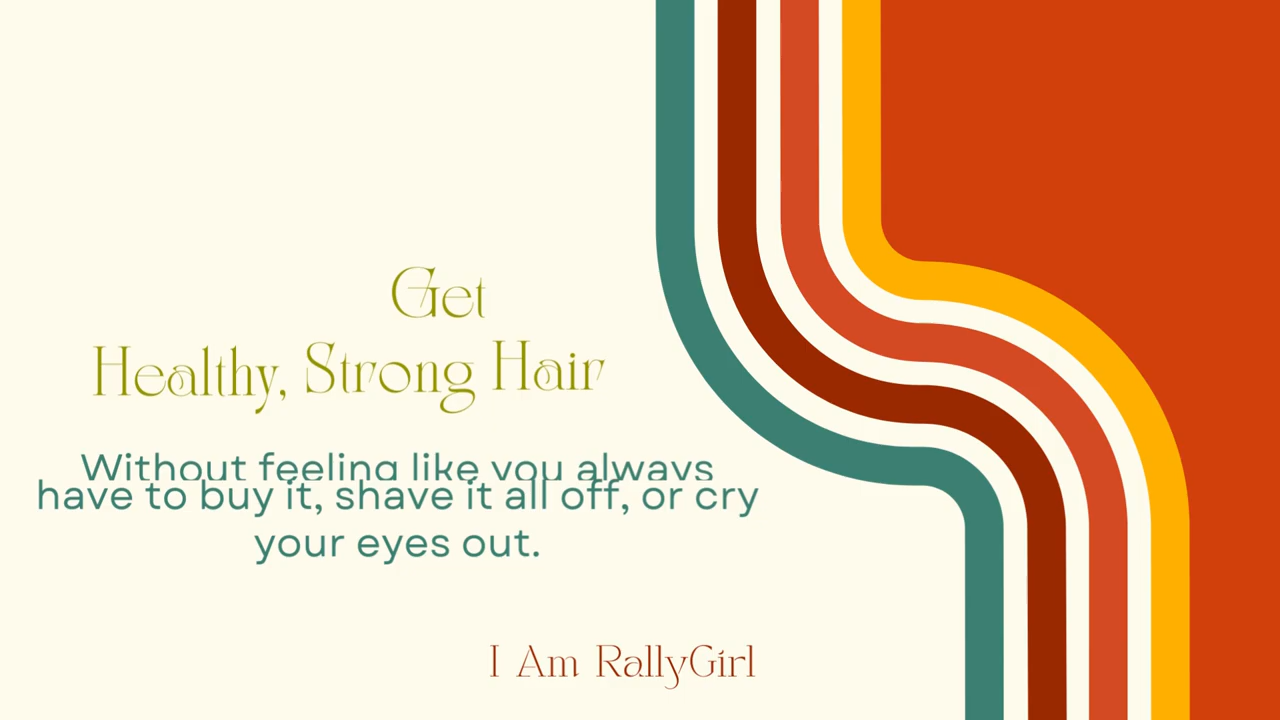 Get
Healthy, Strong Hair
Without feeling like you always
have to buy it, shave it all off, or cry
your eyes out.
I Am RallyGirl